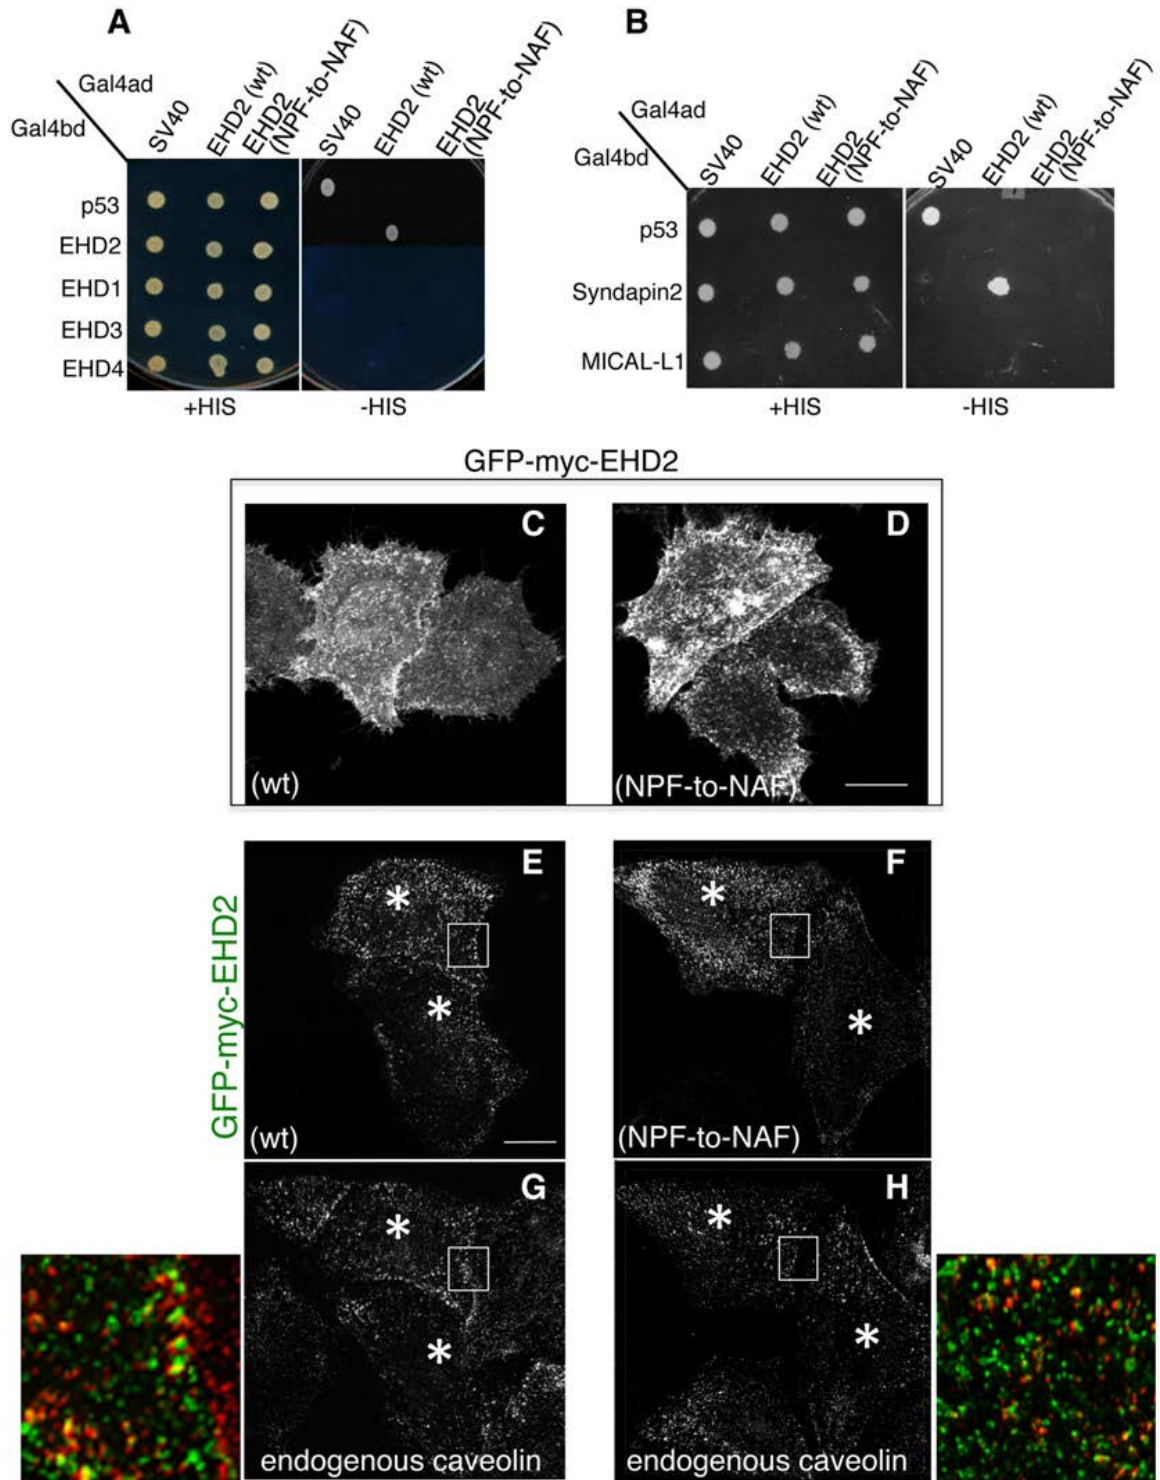 A
B
Gal4ad
Gal4bd
SV40
EHD2 (wt)
EHD2
(NPF-to-NAF)
SV40
EHD2 (wt)
EHD2
(NPF-to-NAF)
p53
EHD2
EHD1
EHD3
EHD4
+HIS
-HIS
Gal4ad
Gal4bd
SV40
EHD2 (wt)
EHD2
(NPF-to-NAF)
SV40
EHD2 (wt)
EHD2
(NPF-to-NAF)
p53
Syndapin2
MICAL-L1
+HIS
-HIS
GFP-myc-EHD2
C
D
(wt)
(NPF-to-NAF)
GFP-myc-EHD2
E
F
*
*
*
*
(wt)
(NPF-to-NAF)
G
H
*
*
*
*
endogenous caveolin
endogenous caveolin